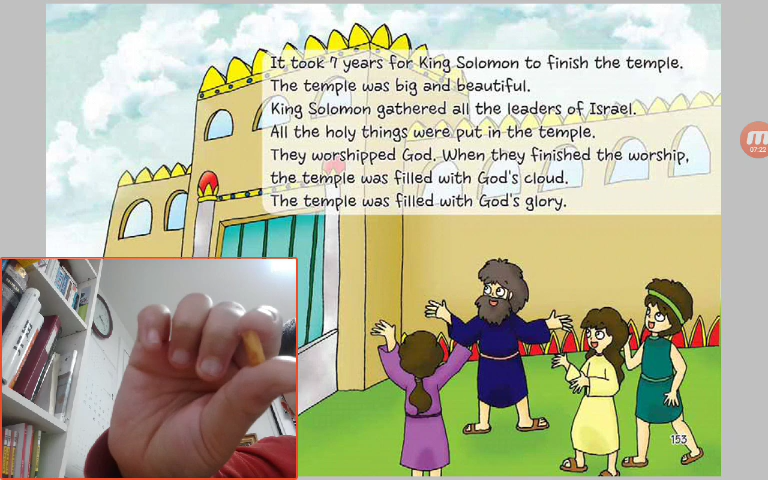 It took 7 years for King Solomon to finish the temple.
The temple was big and beautiful.
King Solomon gathered all the leaders of Israel.
All the holy things were put in the temple.
They worshipped God. When they finished the worship,
the temple was filled with God's cloud.
The temple was filled with God's glory.
07:22
153